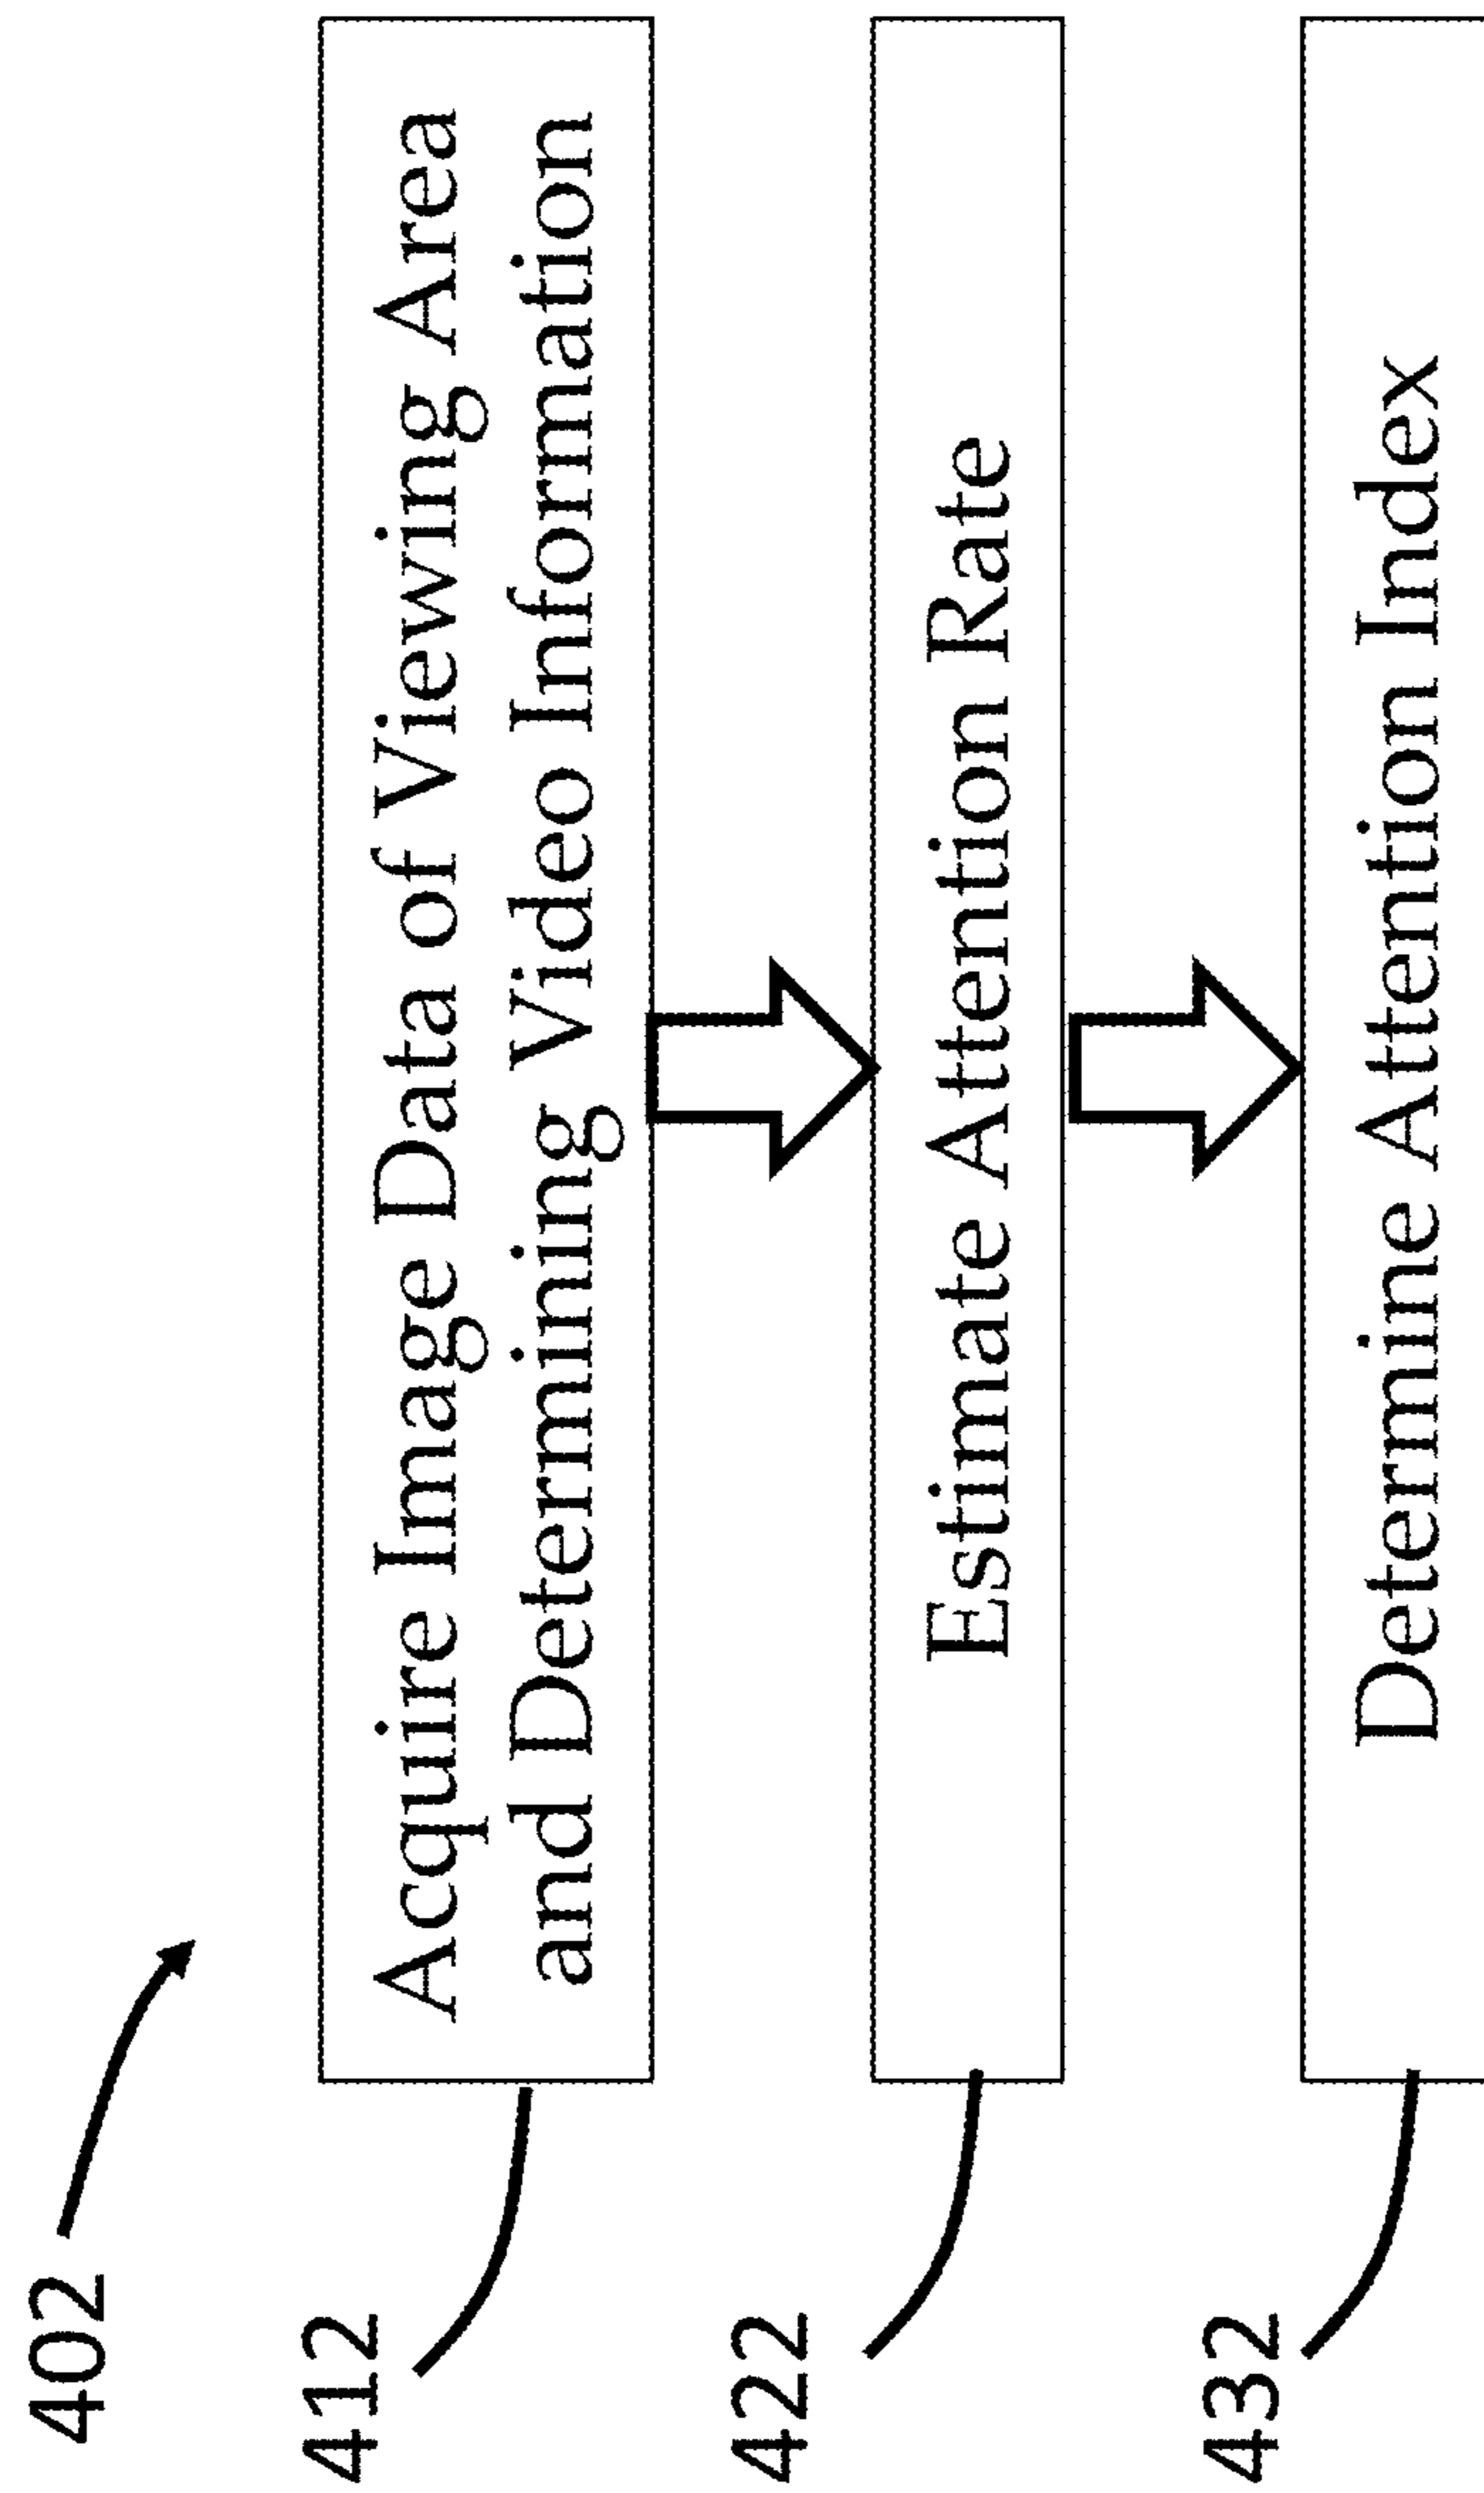 402
412
Acquire Image Data of Viewing Area
and Determining Video Information
422
Estimate Attention Rate
432
Determine Attention Index